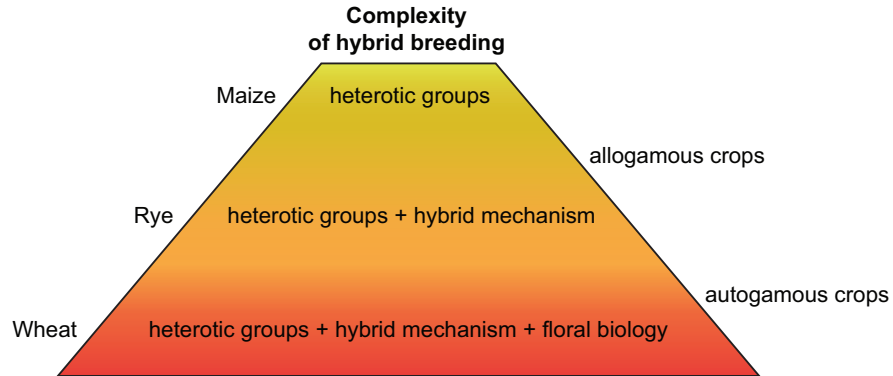 Complexity
of hybrid breeding
Maize
heterotic groups
allogamous crops
Rye
heterotic groups + hybrid mechanism
autogamous crops
Wheat
heterotic groups + hybrid mechanism + floral biology